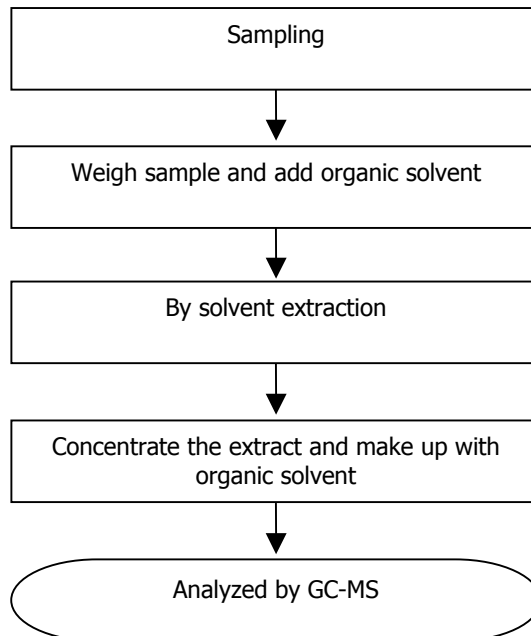 Sampling
Weigh sample and add organic solvent
By solvent extraction
Concentrate the extract and make up with
organic solvent
Analyzed by GC-MS